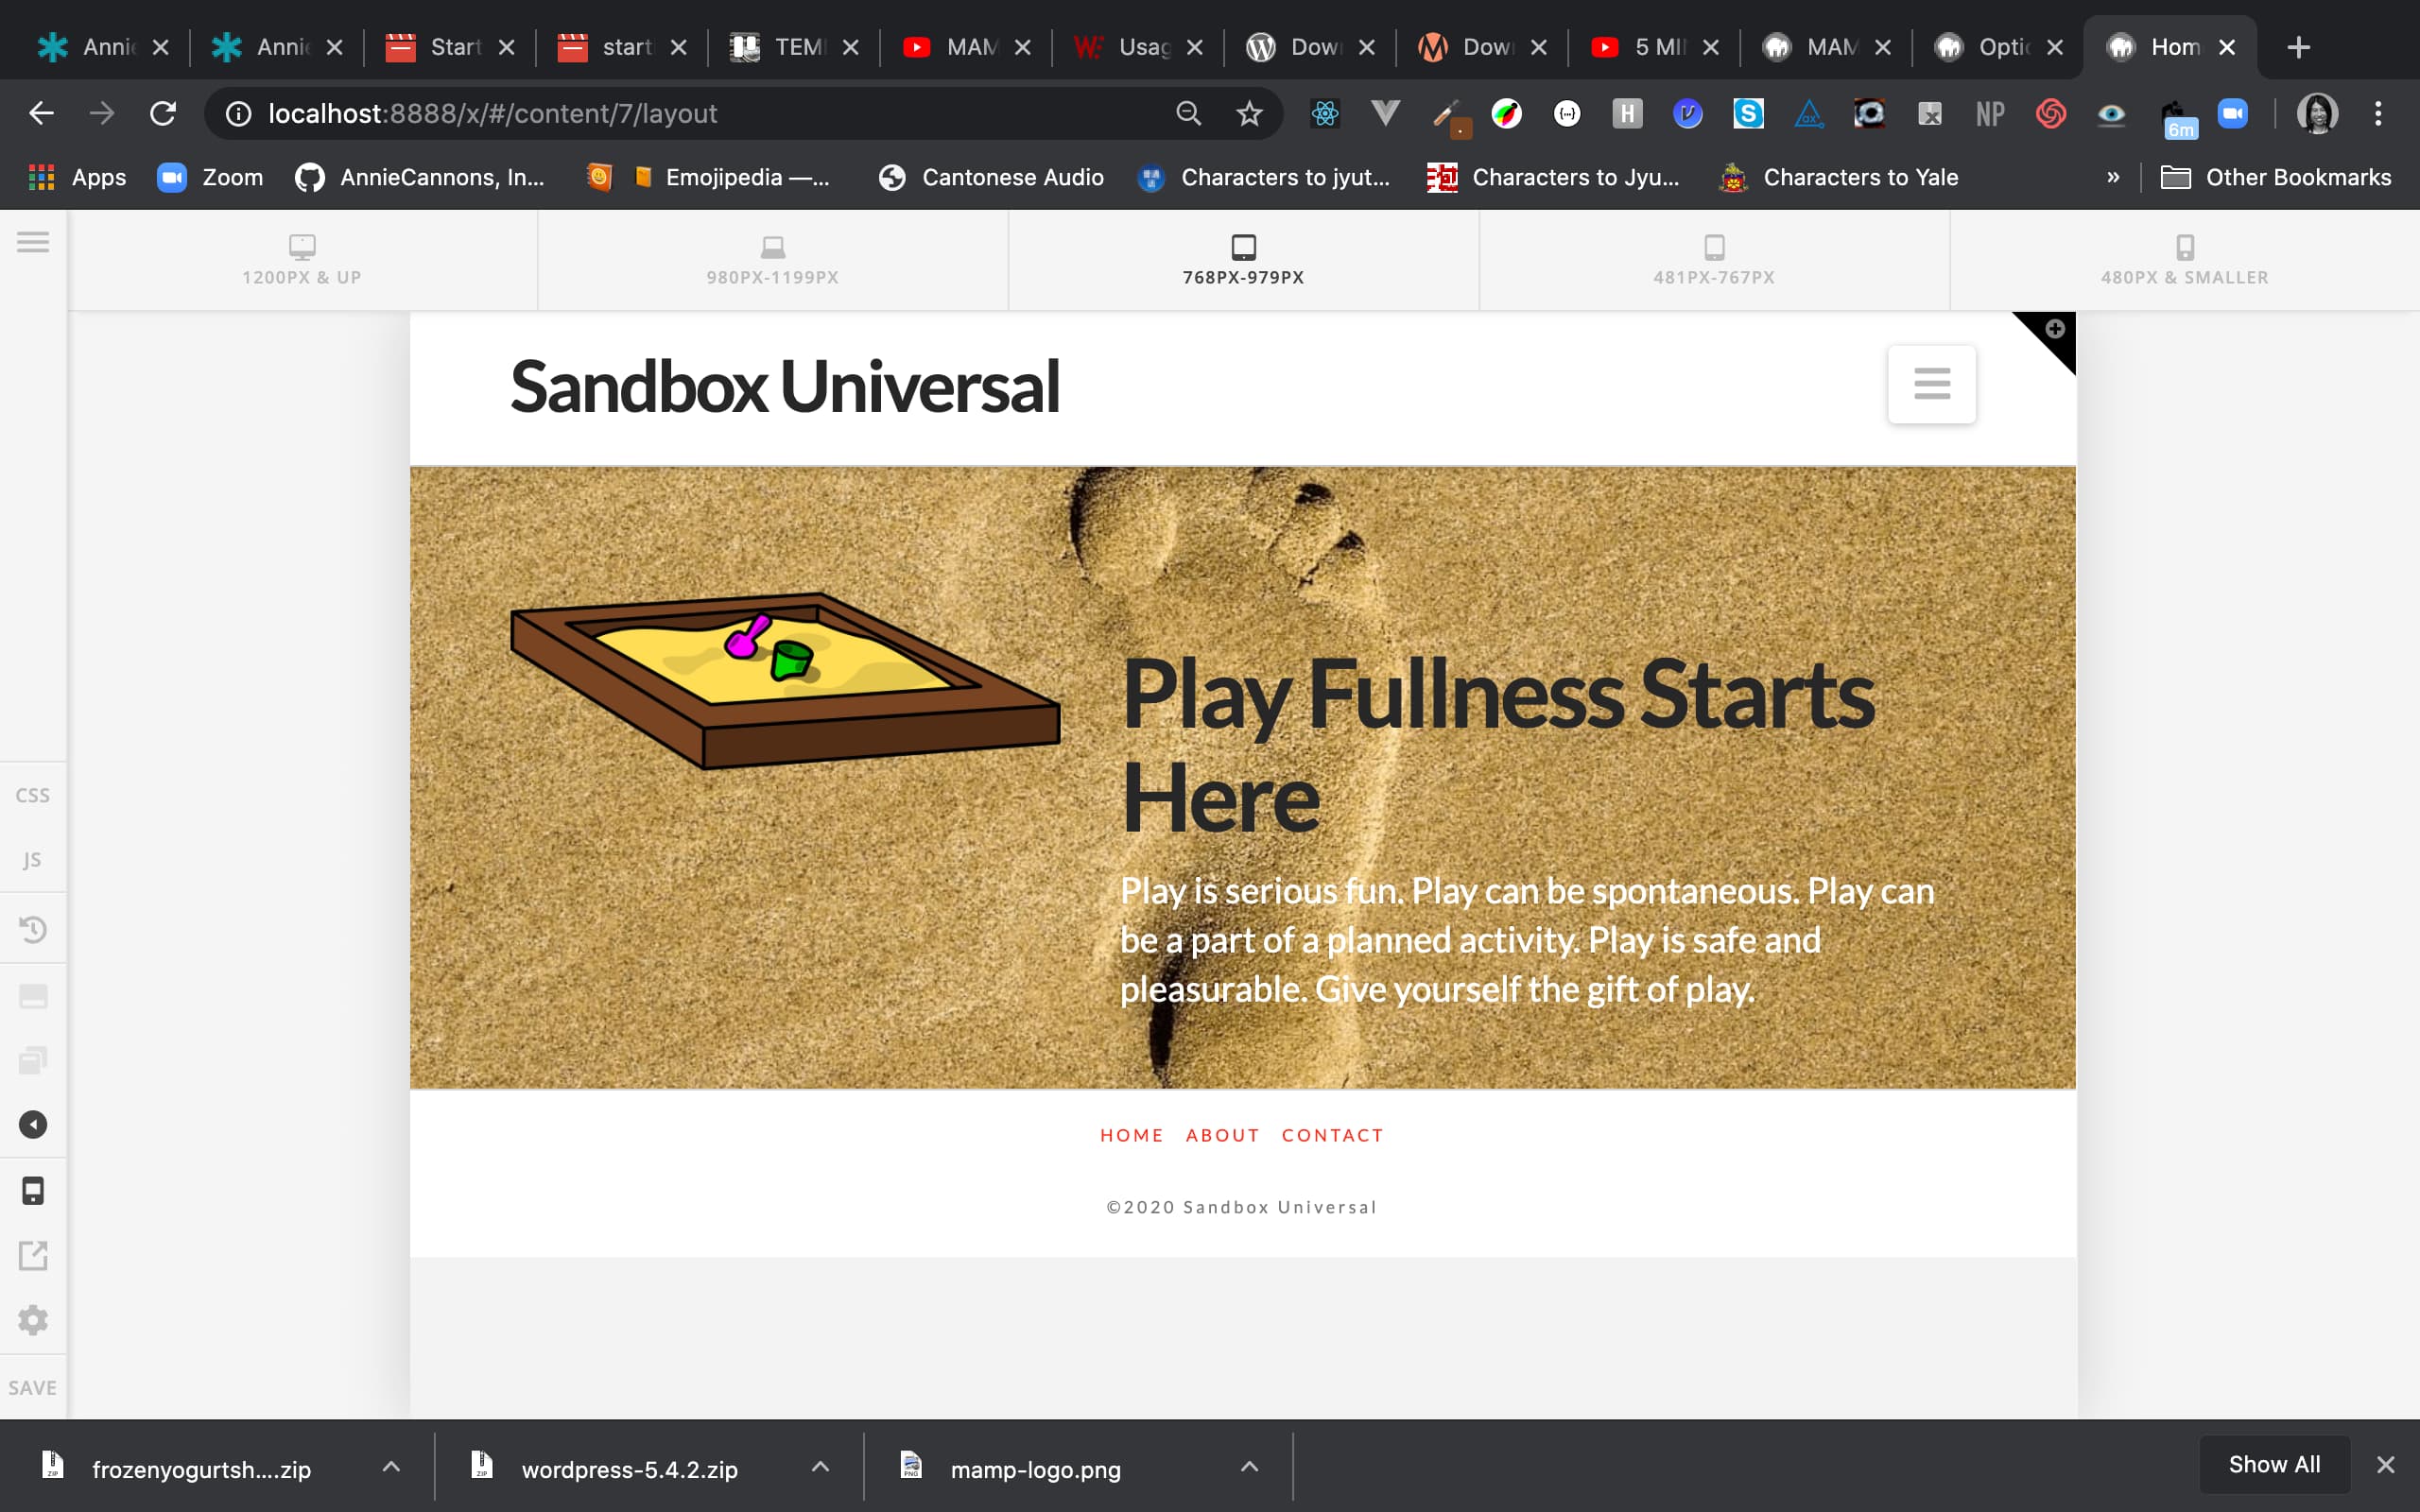 Annie Annie Start start TEM MAM Usag Dow Dow 5 MI MAM Optio Hom
localhost:8888/x/#/content/7/layout
H S NP 6m
Apps Zoom AnnieCannons, In... Emojipedia —... Cantonese Audio Characters to jyut... Characters to Jyu... Characters to Yale » Other Bookmarks
1200PX & UP 980PX-1199PX 768PX-979PX 481PX-767PX 480PX & SMALLER
Sandbox Universal
Play Fullness Starts
Here
Play is serious fun. Play can be spontaneous. Play can
be a part of a planned activity. Play is safe and
pleasurable. Give yourself the gift of play.
CSS
JS
HOME ABOUT CONTACT
©2020 Sandbox Universal
SAVE
frozenyogurtsh....zip wordpress-5.4.2.zip mamp-logo.png Show All